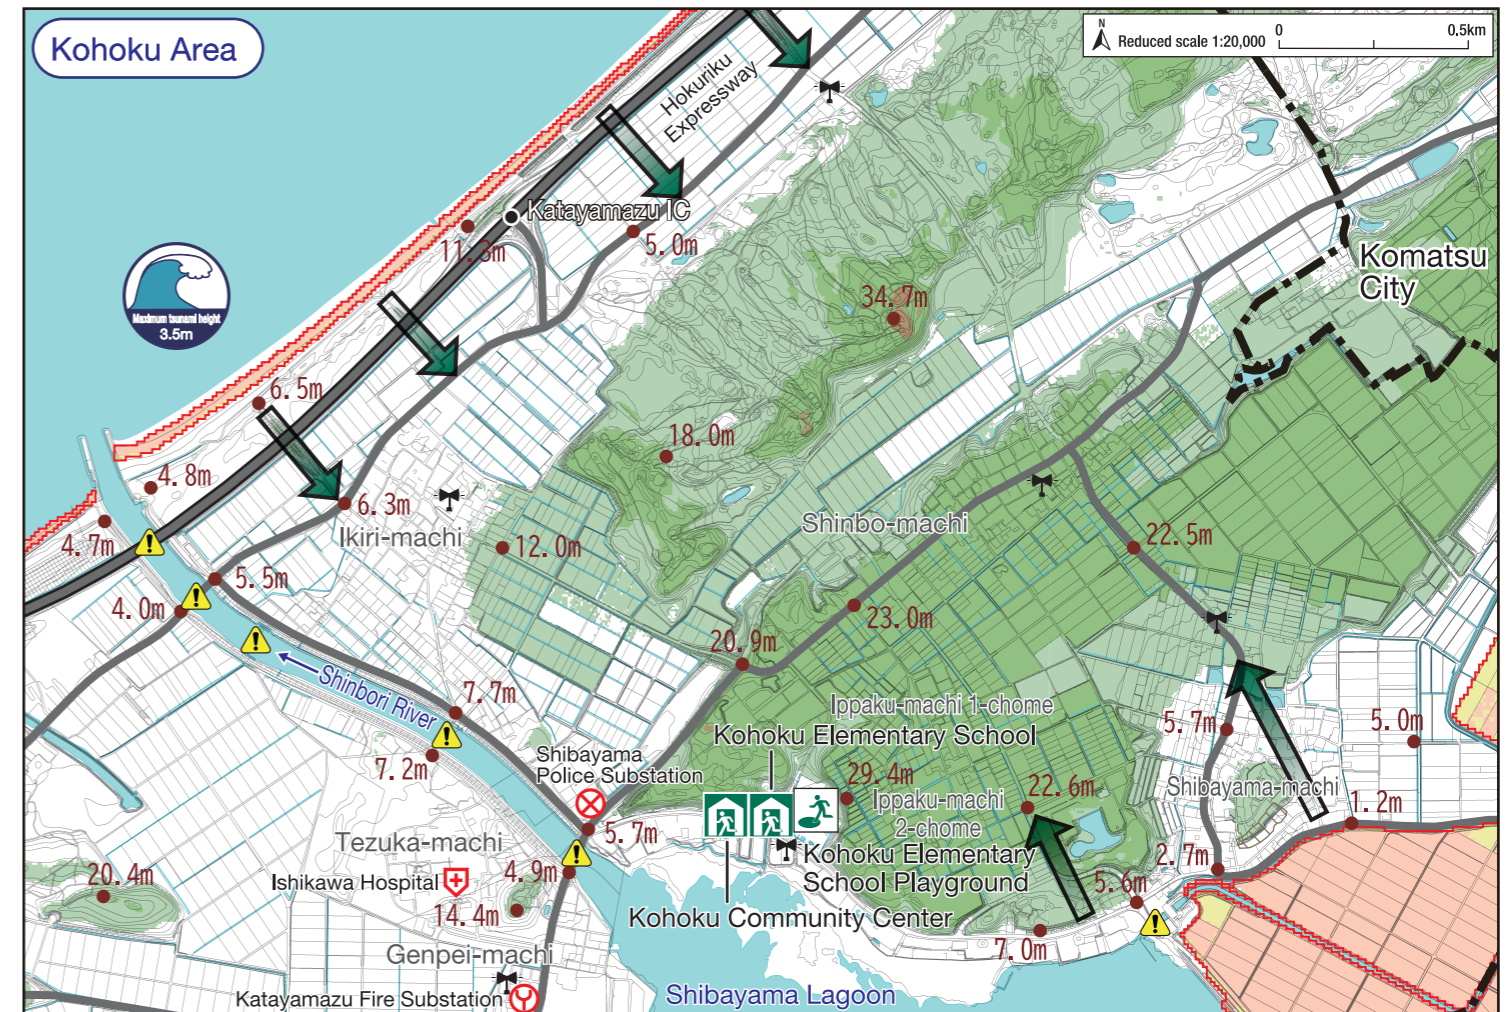 Kohoku Area
N
Reduced scale 1:20,000
0
0.5km
Hokuriku
Expressway
IC
Katayamazu IC
11.3m
5.0m
Maximum tsunami height
3.5m
Komatsu
City
34.7m
6.5m
18.0m
4.8m
6.3m
Ikiri-machi
Shinbo-machi
4.7m
12.0m
22.5m
5.5m
4.0m
23.0m
20.9m
Shinbori River
7.7m
Ippaku-machi 1-chome
Kohoku Elementary School
5.7m
5.0m
7.2m
Shibayama
Police Substation
29.4m
22.6m
Shibayama-machi
Ippaku-machi
2-chome
1.2m
5.7m
Tezuka-machi
Kohoku Elementary
School Playground
2.7m
20.4m
Ishikawa Hospital
4.9m
5.6m
14.4m
Kohoku Community Center
7.0m
Genpei-machi
Katayamazu Fire Substation
Shibayama Lagoon